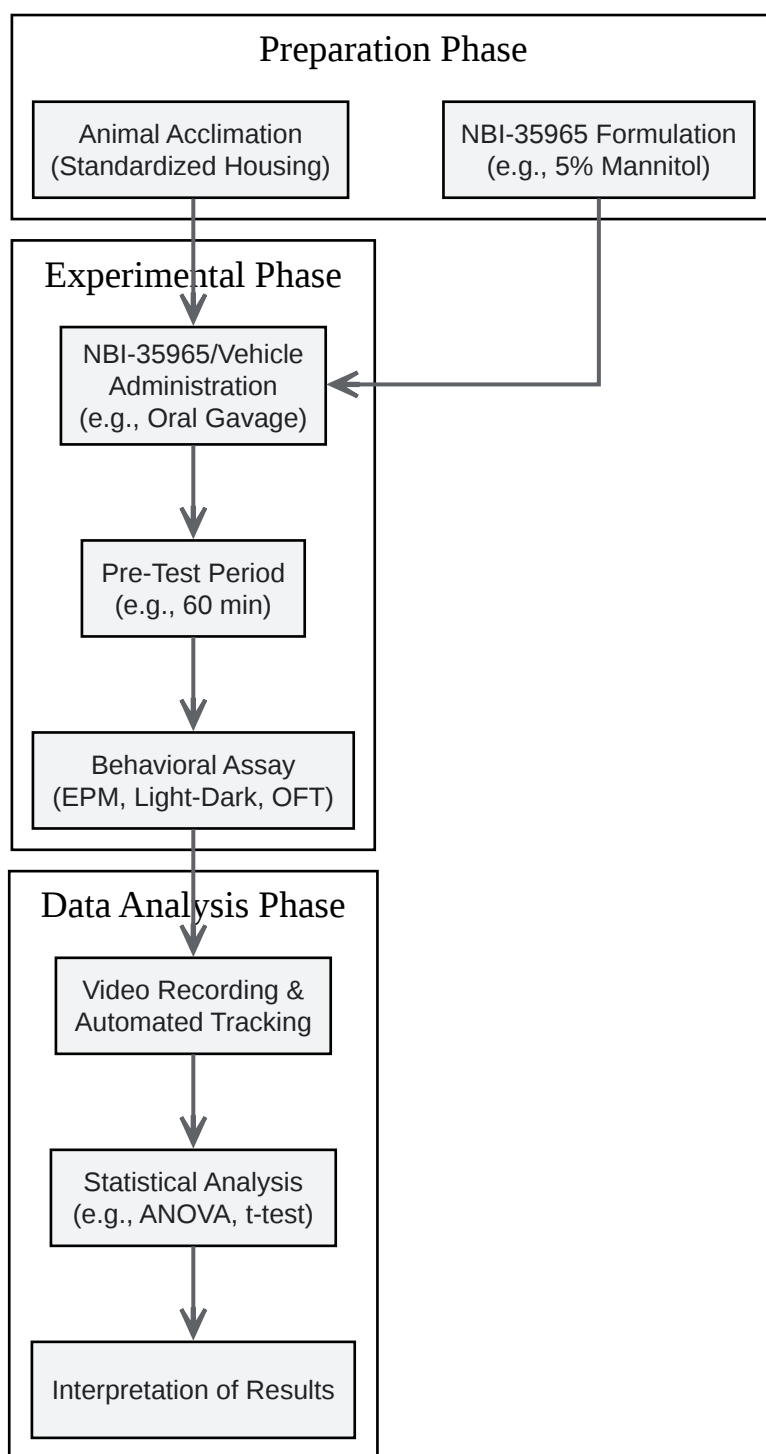 Preparation Phase
Animal Acclimation
(Standardized Housing)
NBI-35965 Formulation
(e.g., 5% Mannitol)
Experimental Phase
NBI-35965/Vehicle
Administration
(e.g., Oral Gavage)
Pre-Test Period
(e.g., 60 min)
Behavioral Assay
(EPM, Light-Dark, OFT)
Data Analysis Phase
Video Recording &
Automated Tracking
Statistical Analysis
(e.g., ANOVA, t-test)
Interpretation of Results